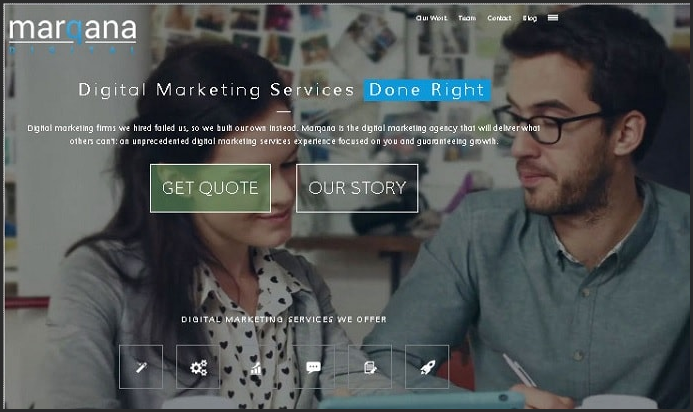 marqana
digital
Our Work Team Contact Blog
Digital Marketing Services Done Right
Digital marketing firms we hired failed us, so we built our own instead. Marqana is the digital marketing agency that will deliver what
others can't: an unprecedented digital marketing services experience focused on you and guaranteeing growth.
GET QUOTE OUR STORY
DIGITAL MARKETING SERVICES WE OFFER